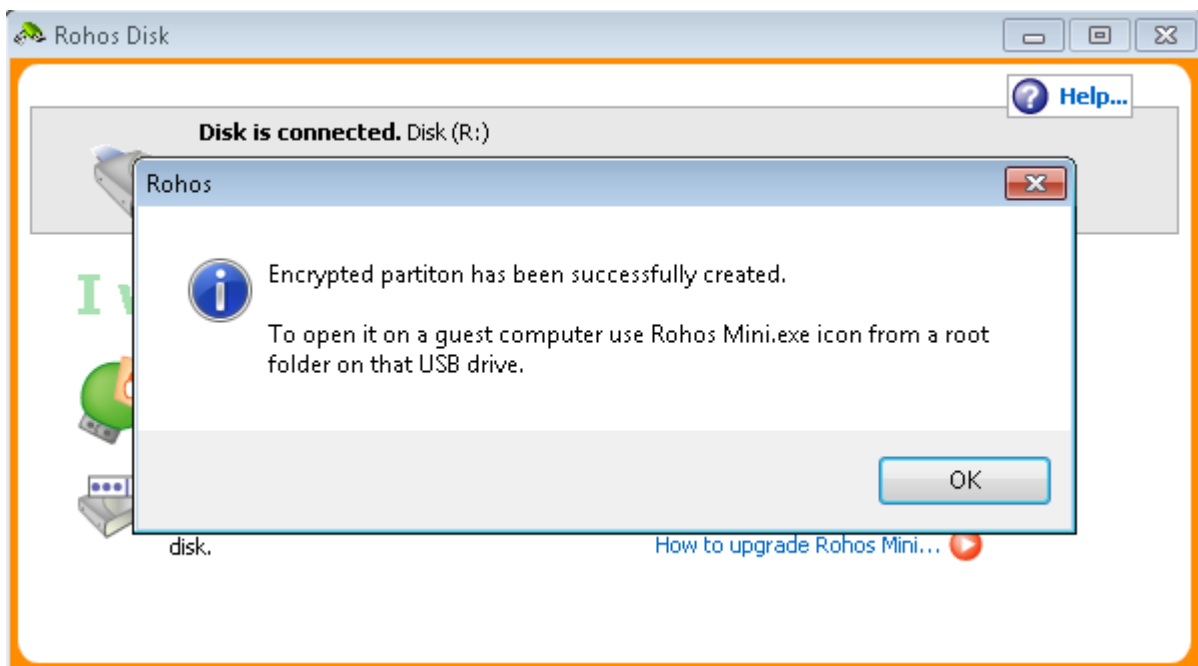 Rohos Disk
Help...
Disk is connected. Disk (R:)
Rohos
Encrypted partiton has been successfully created.
To open it on a guest computer use Rohos Mini.exe icon from a root
folder on that USB drive.
I
OK
disk.
How to upgrade Rohos Mini...